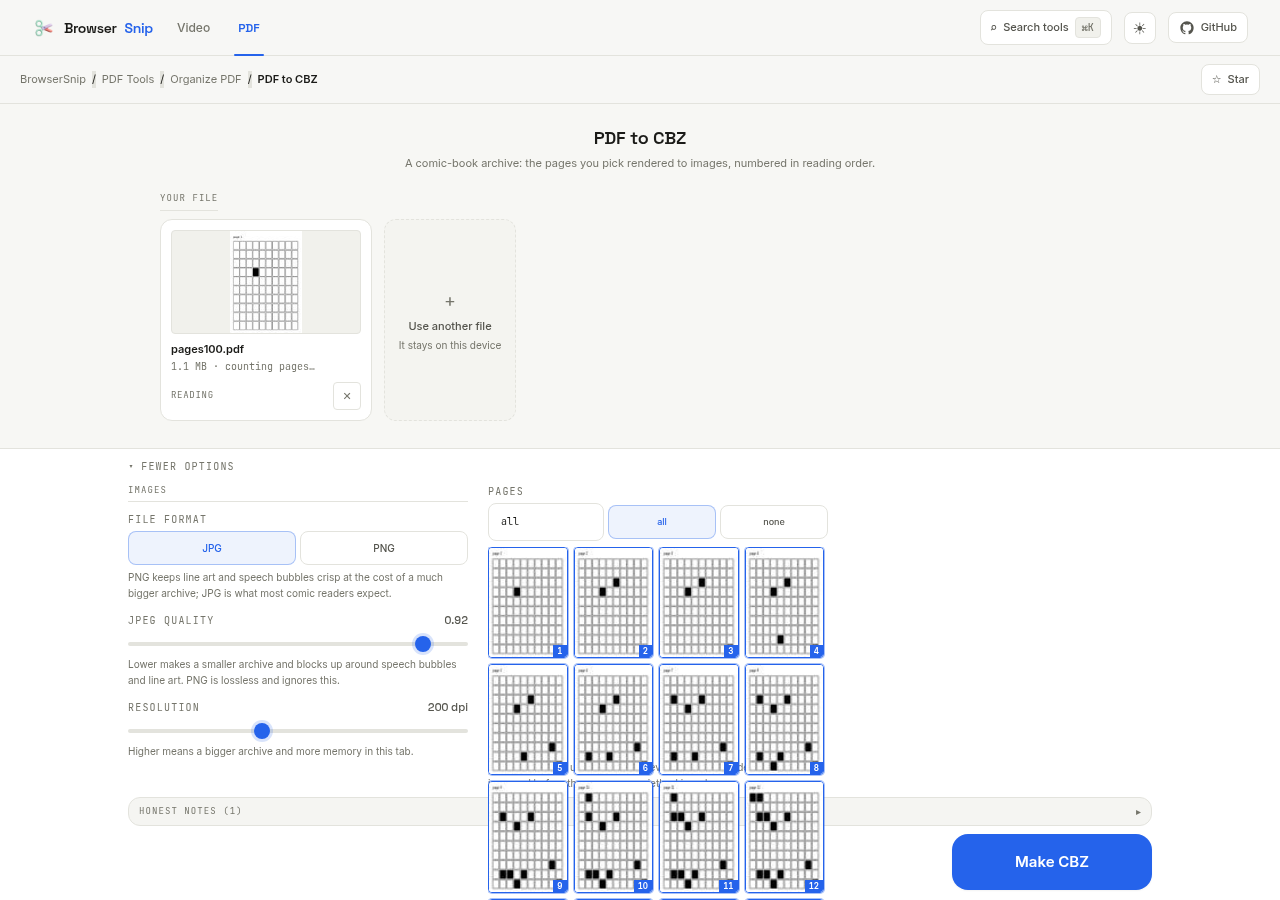 Browser Snip
Video
PDF
Search tools ⌘K
GitHub
BrowserSnip / PDF Tools / Organize PDF / PDF to CBZ
☆ Star
PDF to CBZ
A comic-book archive: the pages you pick rendered to images, numbered in reading order.
YOUR FILE
pages100.pdf
1.1 MB · counting pages…
READING
×
+
Use another file
It stays on this device
▾ FEWER OPTIONS
IMAGES
FILE FORMAT
JPG
PNG
PNG keeps line art and speech bubbles crisp at the cost of a much
bigger archive; JPG is what most comic readers expect.
JPEG QUALITY 0.92
Lower makes a smaller archive and blocks up around speech bubbles
and line art. PNG is lossless and ignores this.
RESOLUTION 200 dpi
Higher means a bigger archive and more memory in this tab.
PAGES
all
all
none
1
2
3
4
5
6
7
8
9
10
11
12
HONEST NOTES (1)
Make CBZ